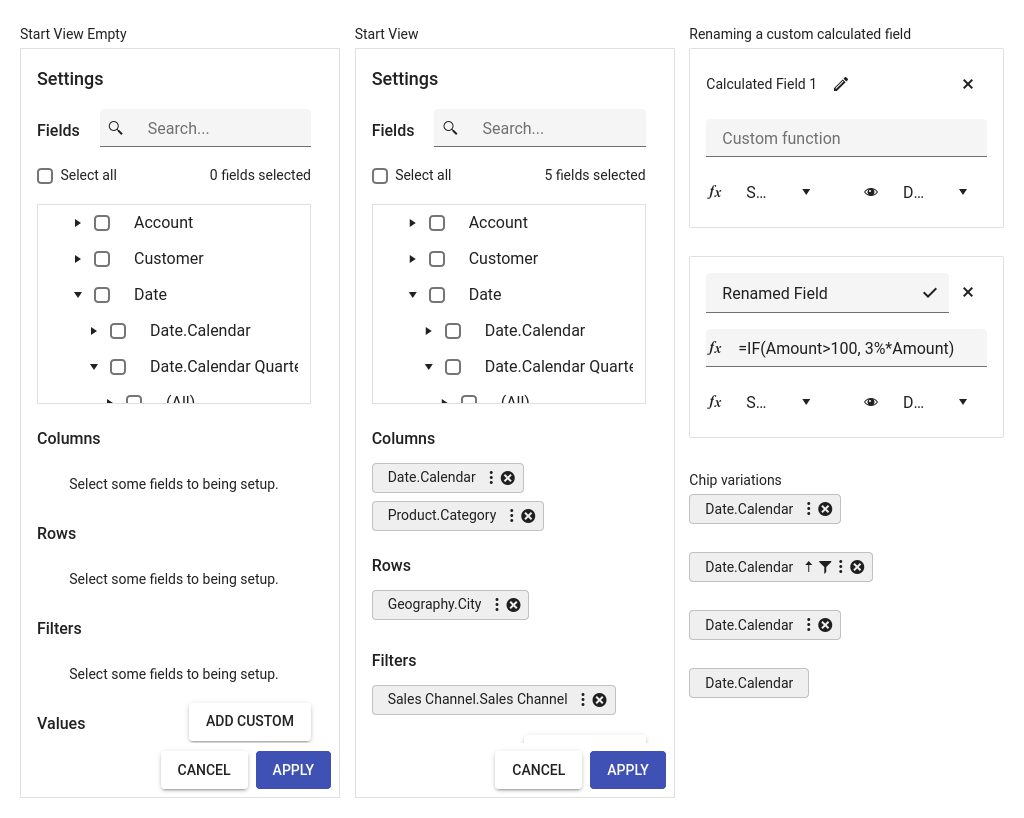 Start View Empty
Settings
Fields
Search...
Select all
0 fields selected
Account
Customer
Date
Date.Calendar
Date.Calendar Quarte
(All)
Columns
Select some fields to being setup.
Rows
Select some fields to being setup.
Filters
Select some fields to being setup.
Values
ADD CUSTOM
CANCEL
APPLY
Start View
Settings
Fields
Search...
Select all
5 fields selected
Account
Customer
Date
Date.Calendar
Date.Calendar Quarte
(All)
Columns
Date.Calendar
Product.Category
Rows
Geography.City
Filters
Sales Channel.Sales Channel
CANCEL
APPLY
Renaming a custom calculated field
Calculated Field 1
Custom function
fx S... D...
Renamed Field
fx =IF(Amount>100, 3%*Amount)
fx S... D...
Chip variations
Date.Calendar
Date.Calendar
Date.Calendar
Date.Calendar